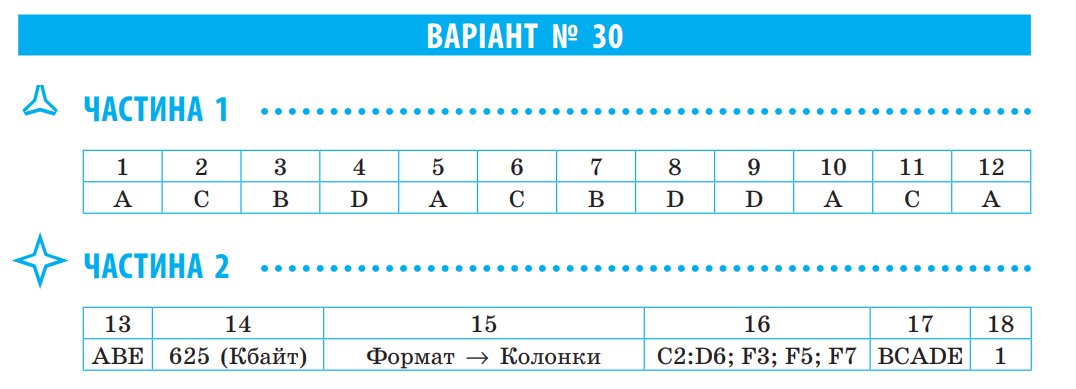 ВАРІАНТ № 30
ЧАСТИНА 1
1 2 3 4 5 6 7 8 9 10 11 12
A C B D A C B D D A C A
ЧАСТИНА 2
13 14 15 16 17 18
ABE 625 (Кбайт) Формат → Колонки C2:D6; F3; F5; F7 BCADE 1